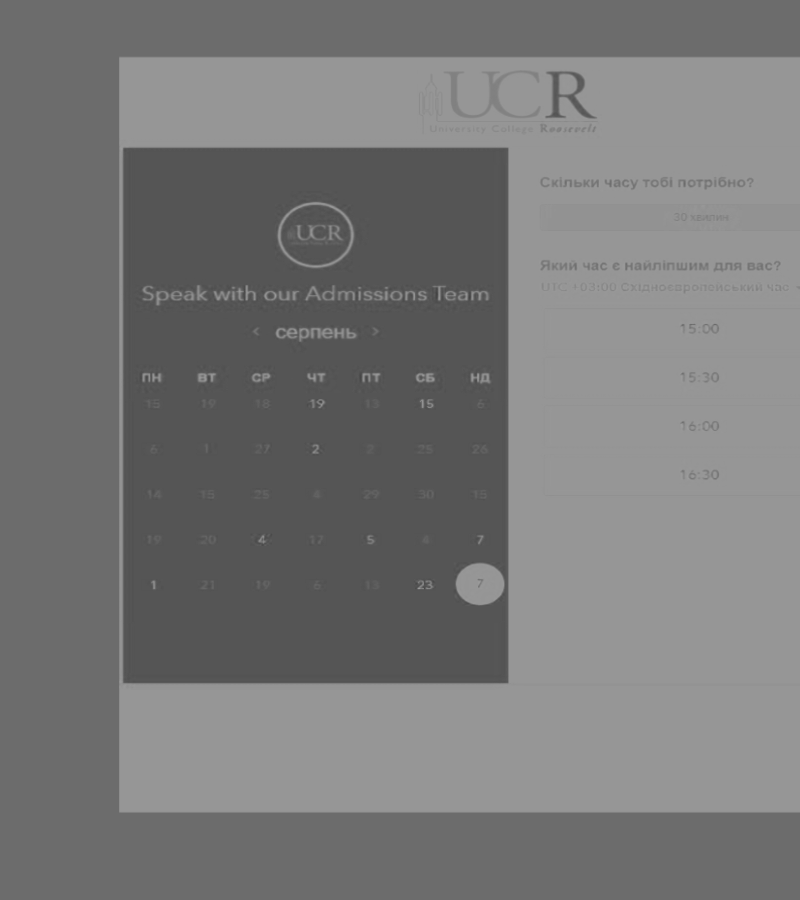 UCR
University College Roosevelt
UCR
Speak with our Admissions Team
< серпень >
ПН ВТ СР ЧТ ПТ СБ НД
15 19 18 19 13 15 6
6 1 27 2 2 25 26
14 15 25 8 29 30 15
19 20 4 17 5 4 7
1 21 19 6 13 23 7
Скільки часу тобі потрібно?
30 хвилин
Який час є найліпшим для вас?
UTC +03:00 Східноєвропейський час
15:00
15:30
16:00
16:30